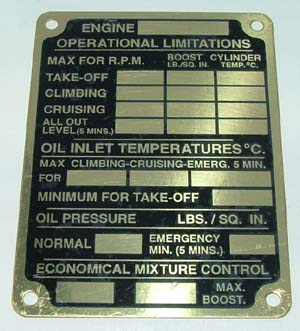 ENGINE
OPERATIONAL LIMITATIONS
MAX FOR R.P.M. BOOST LB./SQ. IN. CYLINDER TEMP.°C.
TAKE-OFF
CLIMBING
CRUISING
ALL OUT
LEVEL (5 MINS.)
OIL INLET TEMPERATURES °C.
MAX CLIMBING-CRUISING-EMERG. 5 MIN.
FOR
MINIMUM FOR TAKE-OFF
OIL PRESSURE LBS. / SQ. IN.
NORMAL EMERGENCY MIN. (5 MINS.)
ECONOMICAL MIXTURE CONTROL
MAX. BOOST.